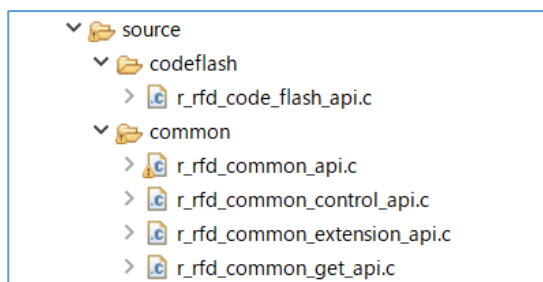 source
codeflash
r_rfd_code_flash_api.c
common
r_rfd_common_api.c
r_rfd_common_control_api.c
r_rfd_common_extension_api.c
r_rfd_common_get_api.c